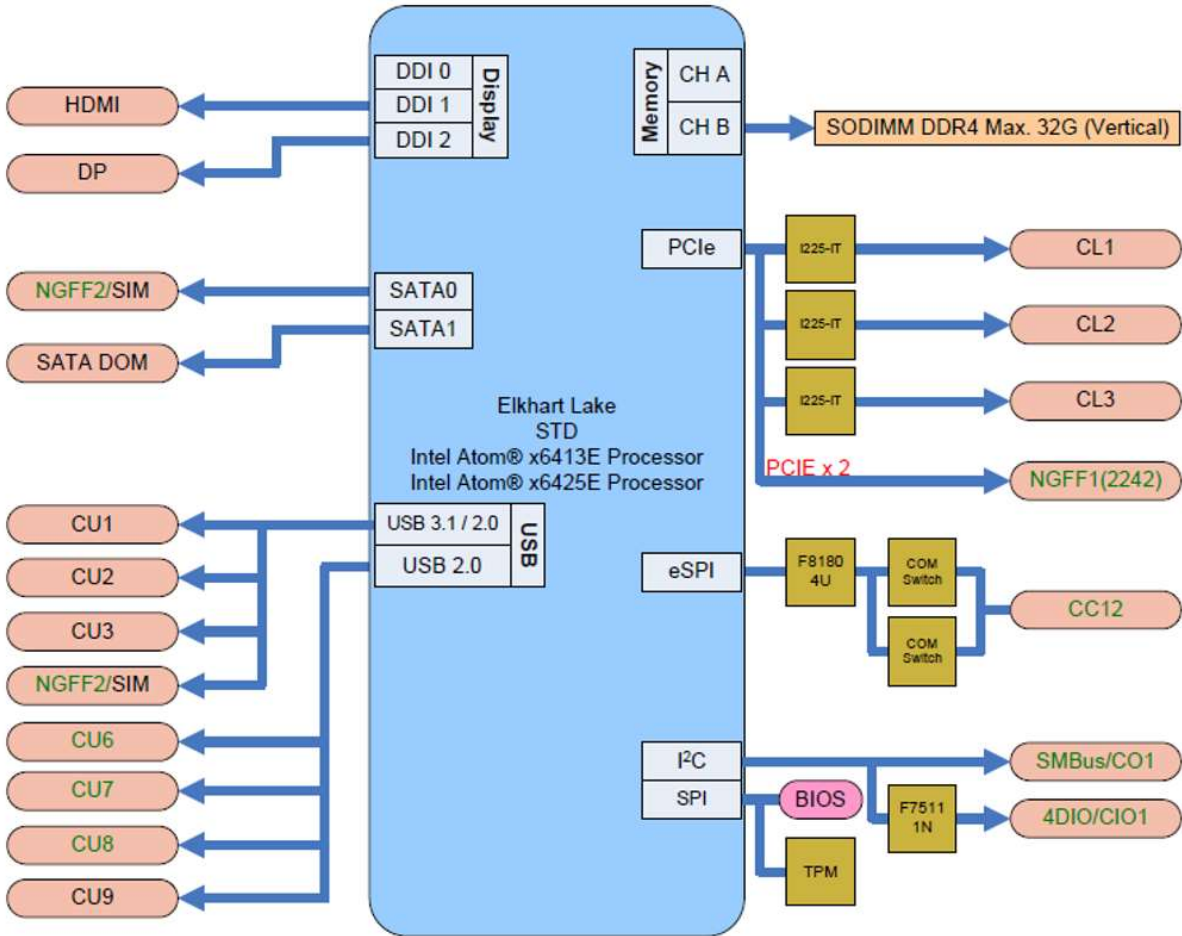 DDI 0
DDI 1
DDI 2
Display
HDMI
DP
Memory
CH A
CH B
SODIMM DDR4 Max. 32G (Vertical)
PCIe
I225-IT
CL1
I225-IT
CL2
I225-IT
CL3
PCIE x 2
NGFF1(2242)
NGFF2/SIM
SATA0
SATA DOM
SATA1
Elkhart Lake
STD
Intel Atom® x6413E Processor
Intel Atom® x6425E Processor
USB 3.1 / 2.0
USB 2.0
USB
CU1
CU2
CU3
NGFF2/SIM
CU6
CU7
CU8
CU9
eSPI
F8180
4U
COM
Switch
COM
Switch
CC12
I²C
SPI
BIOS
TPM
F7511
1N
SMBus/CO1
4DIO/CIO1